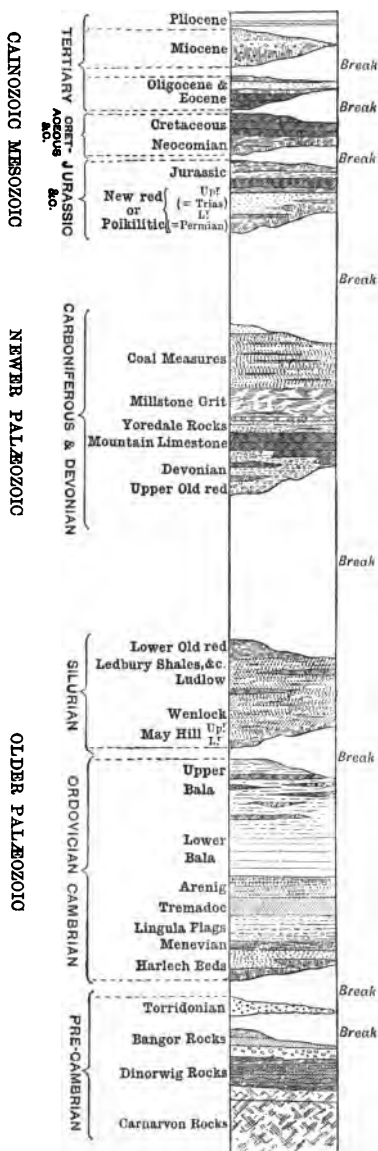 CAINOZOIC
MESOZOIC
NEWER PALÆOZOIC
OLDER PALÆOZOIC
TERTIARY
CRET-
ACEOUS
&C.
JURASSIC
&C.
CARBONIFEROUS & DEVONIAN
SILURIAN
ORDOVICIAN
CAMBRIAN
PRE-CAMBRIAN
Pliocene
Miocene
Break
Oligocene &
Eocene
Break
Cretaceous
Neocomian
Break
Jurassic
New red
or
Poikilitic
Upr
(= Trias)
Lr
(=Permian)
Break
Coal Measures
Millstone Grit
Yoredale Rocks
Mountain Limestone
Devonian
Upper Old red
Break
Lower Old red
Ledbury Shales, &c.
Ludlow
Wenlock
May Hill Upr
Lr
Break
Upper
Bala
Lower
Bala
Arenig
Tremadoc
Lingula Flags
Menevian
Harlech Beds
Break
Torridonian
Break
Bangor Rocks
Dinorwig Rocks
Carnarvon Rocks